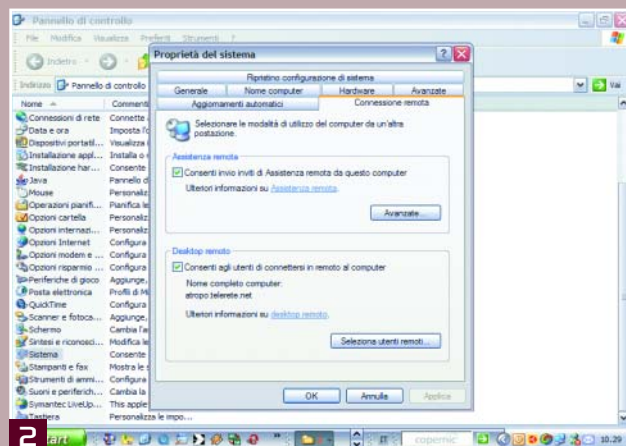 Pannello di controllo
File Modifica Visualizza Preferiti Strumenti ?
Indietro
Indirizzo Pannello di controllo
Vai
Nome Commenti
Connessioni di rete Connette
Data e ora Imposta l'o
Dispositivi portatil... Visualizza i
Installazione appl... Installa o
Installazione har... Consente
Java Pannello d
Mouse Personaliz
Operazioni pianifi... Pianifica le
Opzioni cartella Personaliz
Opzioni internazi... Personaliz
Opzioni Internet Configura
Opzioni modem e ... Configura
Opzioni risparmio ... Configura
Periferiche di gioco Aggiunge,
Posta elettronica Profili di Mi
QuickTime Configura
Scanner e fotoca... Aggiunge,
Schermo Cambia l'a
Sintesi e riconosci... Modifica le
Sistema Consente
Stampanti e fax Mostra le s
Strumenti di ammi... Configura
Suoni e periferich... Cambia la
Symantec LiveUp... This apple
Tastiera Personalizza le impo...
Proprietà del sistema
Ripristino configurazione di sistema
Generale Nome computer Hardware Avanzate
Aggiornamenti automatici Connessione remota
Selezionare le modalità di utilizzo del computer da un'altra
postazione.
Assistenza remota
Consenti invio inviti di Assistenza remota da questo computer
Ulteriori informazioni su Assistenza remota.
Avanzate...
Desktop remoto
Consenti agli utenti di connettersi in remoto al computer
Nome completo computer:
atropo.telerete.net
Ulteriori informazioni su desktop remoto.
Seleziona utenti remoti...
OK Annulla Applica
2
start
IT
copernic
10.29